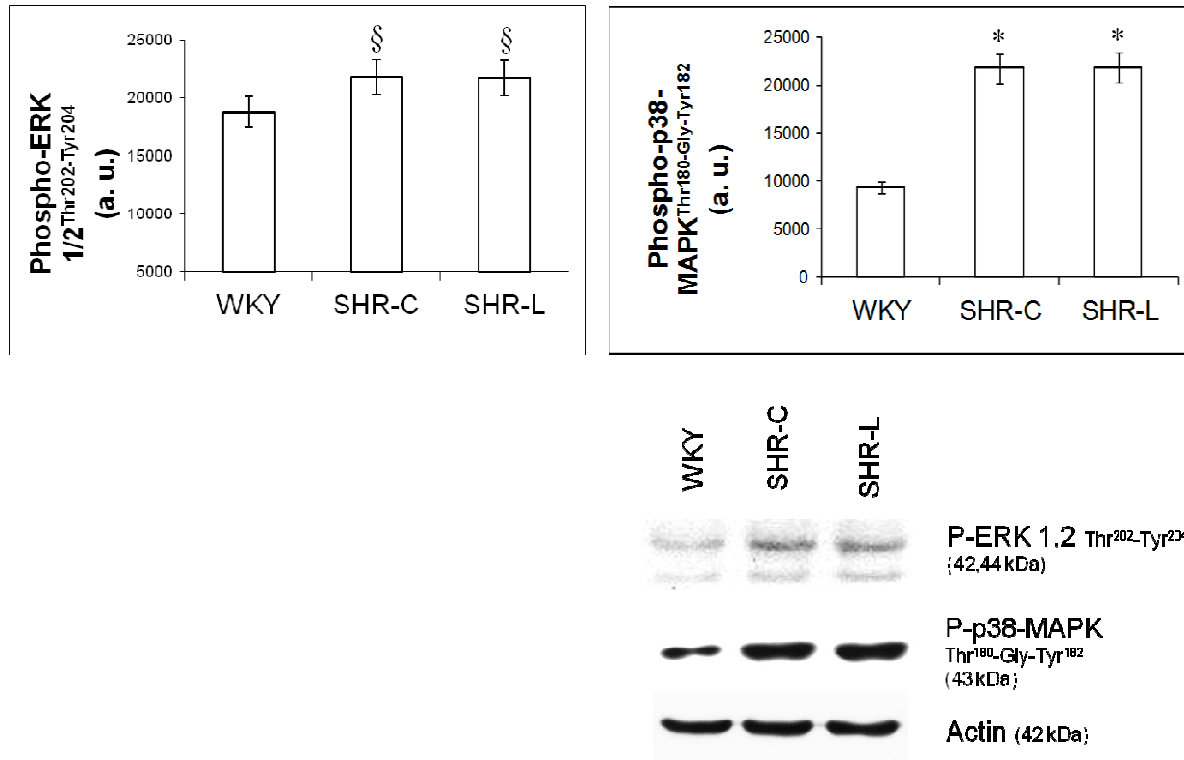 Phospho-ERK
1/2Thr202-Tyr204
(a. u.)
25000
20000
15000
10000
5000
§
§
WKY
SHR-C
SHR-L
Phospho-p38-
MAPKThr180-Gly-Tyr182
(a. u.)
25000
20000
15000
10000
5000
0
*
*
WKY
SHR-C
SHR-L
WKY
SHR-C
SHR-L
P-ERK 1,2 Thr202-Tyr204
(42,44 kDa)
P-p38-MAPK
Thr180-Gly-Tyr182
(43 kDa)
Actin (42 kDa)